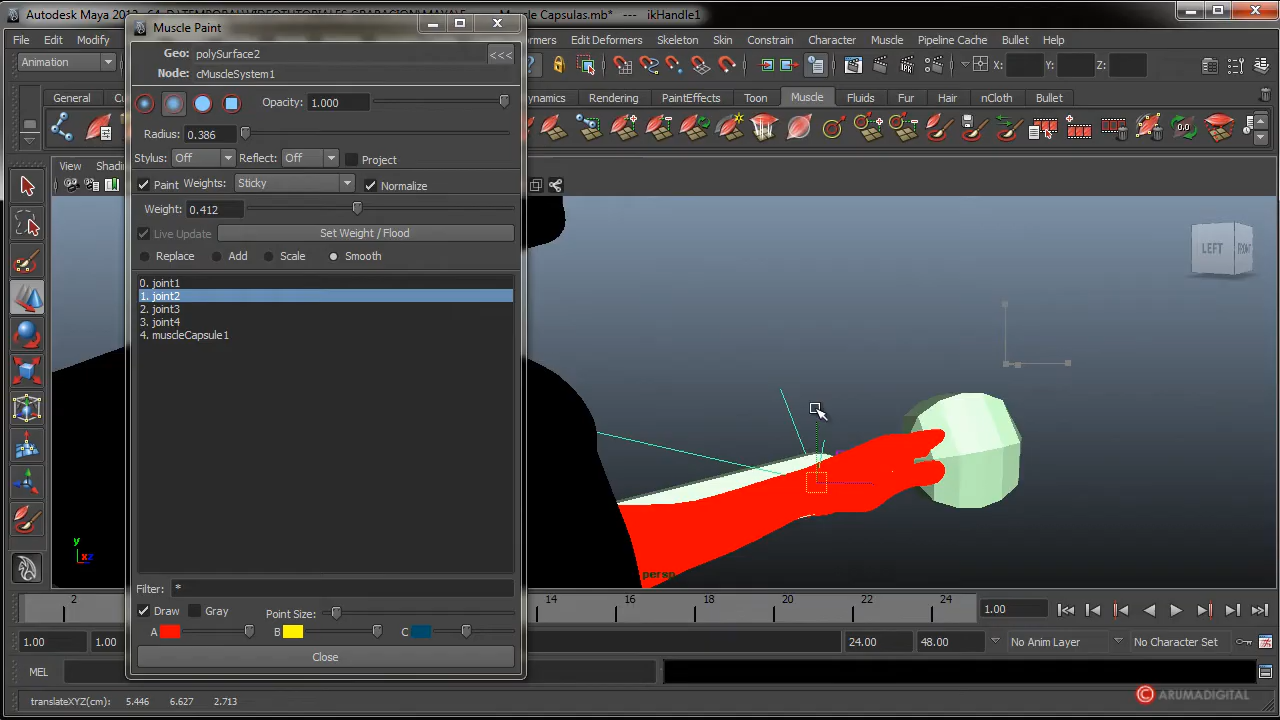 Autodesk Maya
Muscle Capsulas.mb* --- ikHandle1
Muscle Paint
File Edit Modify
Edit Deformers Skeleton Skin Constrain Character Muscle Pipeline Cache Bullet Help
Geo: polySurface2 <<<
Node: cMuscleSystem1
Animation
X: Y: Z:
General
Rendering PaintEffects Toon Muscle Fluids Fur Hair nCloth Bullet
Opacity: 1.000
Radius: 0.386
Stylus: Off Reflect: Off Project
View
Paint Weights: Sticky Normalize
Weight: 0.412
Live Update Set Weight / Flood
Replace Add Scale Smooth
LEFT FRONT
0. joint1
1. joint2
2. joint3
3. joint4
4. muscleCapsule1
y
x z
persp
Filter: *
Draw Gray Point Size:
A B C
Close
2 14 16 18 20 22 24 1.00
1.00 1.00 24.00 48.00 No Anim Layer No Character Set
MEL
translateXYZ(cm): 5.446 6.627 2.713
© ARUMADIGITAL